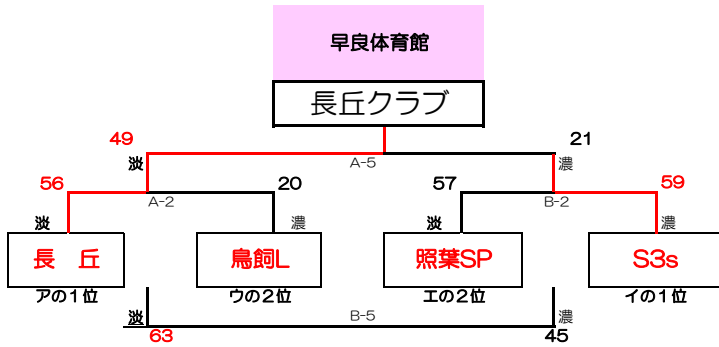 早良体育館
長丘クラブ
49 21
淡 A-5 濃
56 20 57 59
A-2 B-2
淡 濃 淡 濃
長 丘 鳥飼L 照葉SP S3s
アの１位 ウの２位 エの２位 イの１位
淡 B-5 濃
63 45